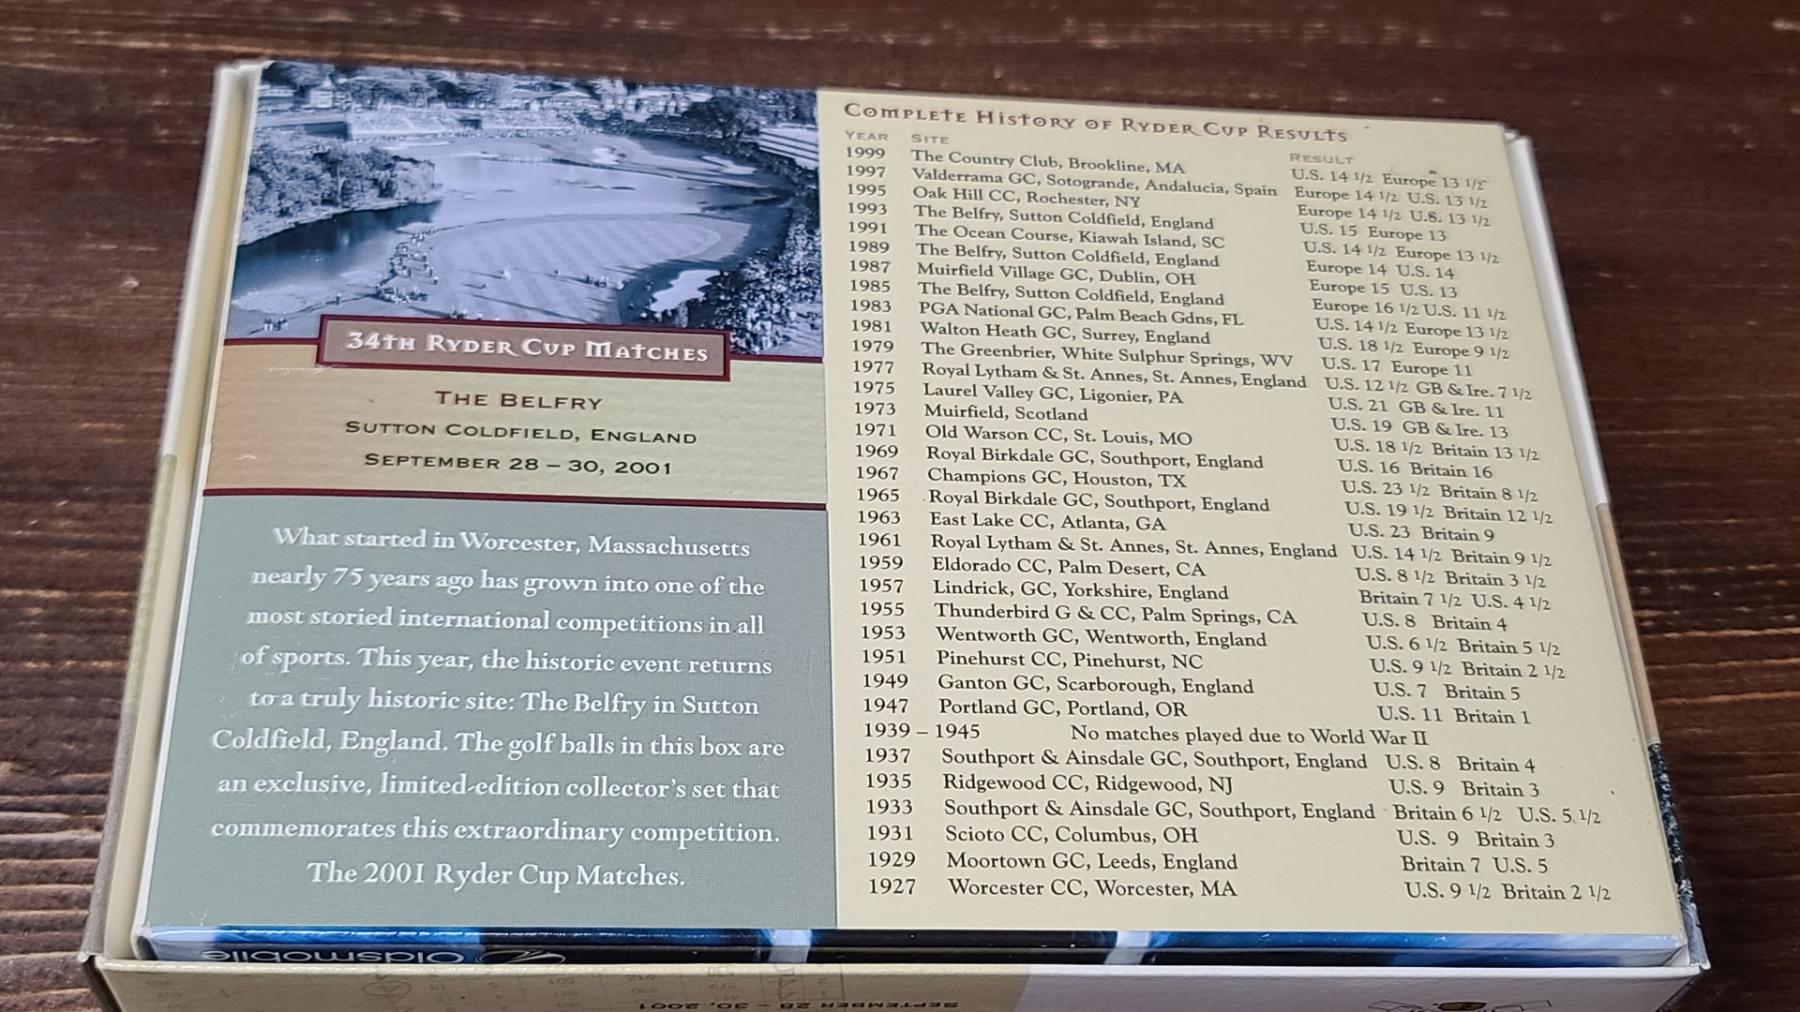 34th Ryder Cup Matches
The Belfry
Sutton Coldfield, England
September 28 – 30, 2001
What started in Worcester, Massachusetts
nearly 75 years ago has grown into one of the
most storied international competitions in all
of sports. This year, the historic event returns
to a truly historic site: The Belfry in Sutton
Coldfield, England. The golf balls in this box are
an exclusive, limited-edition collector's set that
commemorates this extraordinary competition.
The 2001 Ryder Cup Matches.
Complete History of Ryder Cup Results
Year Site Result
1999 The Country Club, Brookline, MA U.S. 14 1/2 Europe 13 1/2
1997 Valderrama GC, Sotogrande, Andalucia, Spain Europe 14 1/2 U.S. 13 1/2
1995 Oak Hill CC, Rochester, NY Europe 14 1/2 U.S. 13 1/2
1993 The Belfry, Sutton Coldfield, England U.S. 15 Europe 13
1991 The Ocean Course, Kiawah Island, SC U.S. 14 1/2 Europe 13 1/2
1989 The Belfry, Sutton Coldfield, England Europe 14 U.S. 14
1987 Muirfield Village GC, Dublin, OH Europe 15 U.S. 13
1985 The Belfry, Sutton Coldfield, England Europe 16 1/2 U.S. 11 1/2
1983 PGA National GC, Palm Beach Gdns, FL U.S. 14 1/2 Europe 13 1/2
1981 Walton Heath GC, Surrey, England U.S. 18 1/2 Europe 9 1/2
1979 The Greenbrier, White Sulphur Springs, WV U.S. 17 Europe 11
1977 Royal Lytham & St. Annes, St. Annes, England U.S. 12 1/2 GB & Ire. 7 1/2
1975 Laurel Valley GC, Ligonier, PA U.S. 21 GB & Ire. 11
1973 Muirfield, Scotland U.S. 19 GB & Ire. 13
1971 Old Warson CC, St. Louis, MO U.S. 18 1/2 Britain 13 1/2
1969 Royal Birkdale GC, Southport, England U.S. 16 Britain 16
1967 Champions GC, Houston, TX U.S. 23 1/2 Britain 8 1/2
1965 Royal Birkdale GC, Southport, England U.S. 19 1/2 Britain 12 1/2
1963 East Lake CC, Atlanta, GA U.S. 23 Britain 9
1961 Royal Lytham & St. Annes, St. Annes, England U.S. 14 1/2 Britain 9 1/2
1959 Eldorado CC, Palm Desert, CA U.S. 8 1/2 Britain 3 1/2
1957 Lindrick, GC, Yorkshire, England Britain 7 1/2 U.S. 4 1/2
1955 Thunderbird G & CC, Palm Springs, CA U.S. 8 Britain 4
1953 Wentworth GC, Wentworth, England U.S. 6 1/2 Britain 5 1/2
1951 Pinehurst CC, Pinehurst, NC U.S. 9 1/2 Britain 2 1/2
1949 Ganton GC, Scarborough, England U.S. 7 Britain 5
1947 Portland GC, Portland, OR U.S. 11 Britain 1
1939 – 1945 No matches played due to World War II
1937 Southport & Ainsdale GC, Southport, England U.S. 8 Britain 4
1935 Ridgewood CC, Ridgewood, NJ U.S. 9 Britain 3
1933 Southport & Ainsdale GC, Southport, England Britain 6 1/2 U.S. 5 1/2
1931 Scioto CC, Columbus, OH U.S. 9 Britain 3
1929 Moortown GC, Leeds, England Britain 7 U.S. 5
1927 Worcester CC, Worcester, MA U.S. 9 1/2 Britain 2 1/2
Oldsmobile
September 28 – 30, 2001